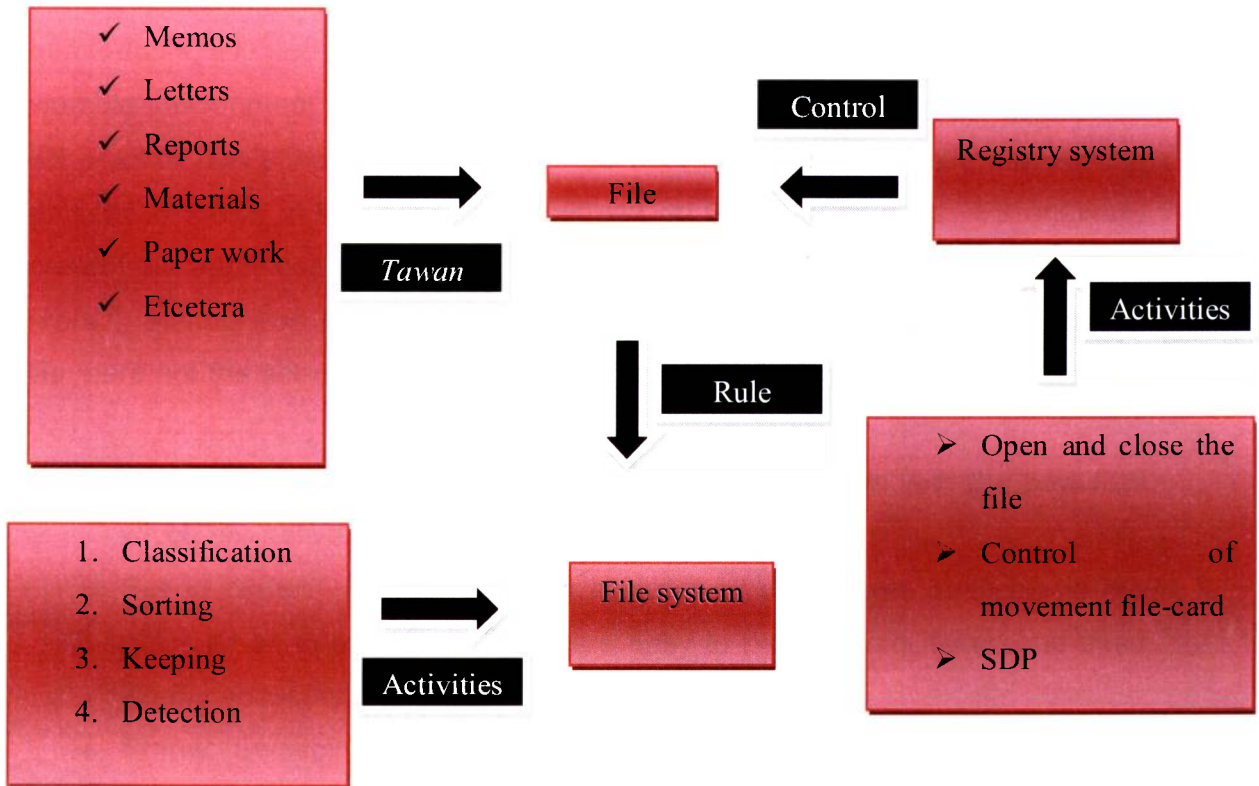 ✓ Memos
✓ Letters
✓ Reports
✓ Materials
✓ Paper work
✓ Etcetera
Tawan
File
Control
Registry system
Activities
Rule
➢ Open and close the
file
➢ Control of
movement file-card
➢ SDP
1. Classification
2. Sorting
3. Keeping
4. Detection
Activities
File system